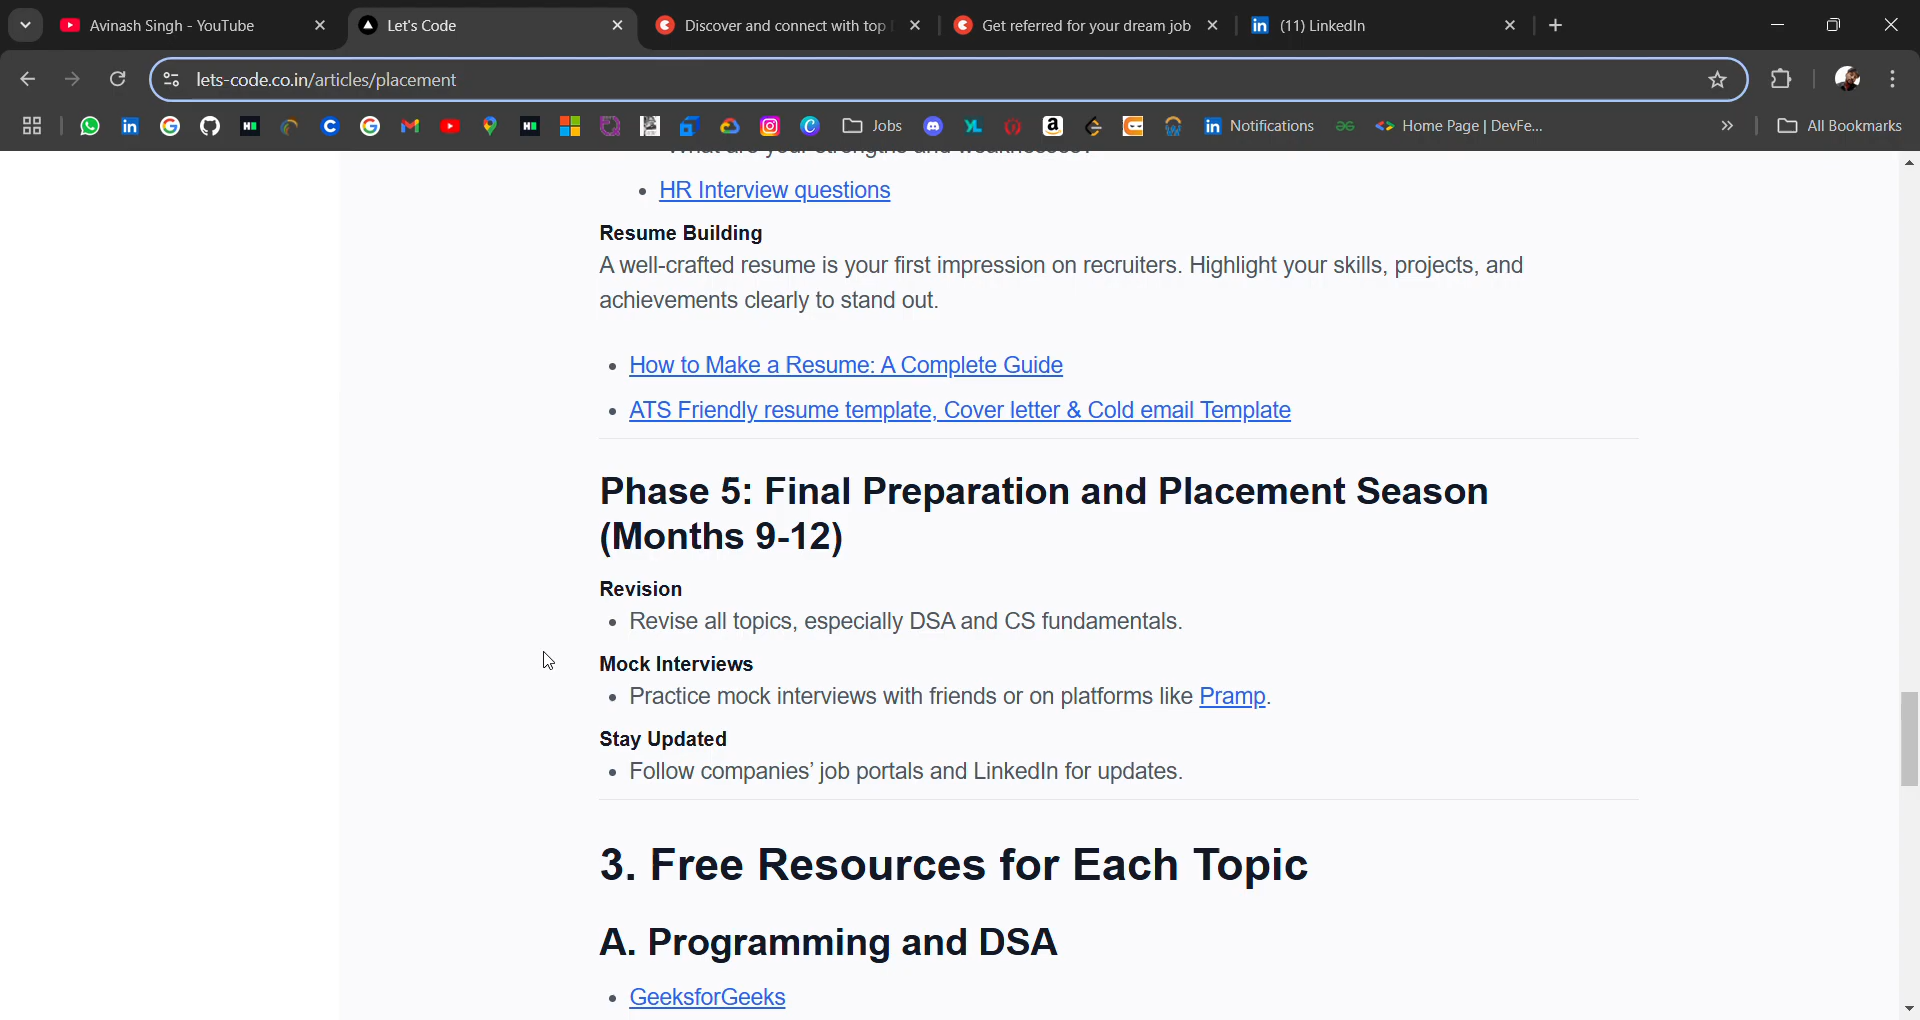 Avinash Singh - YouTube
Let's Code
Discover and connect with top
Get referred for your dream job
(11) LinkedIn
lets-code.co.in/articles/placement
Jobs
Notifications
Home Page | DevFe...
All Bookmarks
What are your strengths and weaknesses?
• HR Interview questions
Resume Building
A well-crafted resume is your first impression on recruiters. Highlight your skills, projects, and
achievements clearly to stand out.
• How to Make a Resume: A Complete Guide
• ATS Friendly resume template, Cover letter & Cold email Template
Phase 5: Final Preparation and Placement Season
(Months 9-12)
Revision
• Revise all topics, especially DSA and CS fundamentals.
Mock Interviews
• Practice mock interviews with friends or on platforms like Pramp.
Stay Updated
• Follow companies’ job portals and LinkedIn for updates.
3. Free Resources for Each Topic
A. Programming and DSA
• GeeksforGeeks